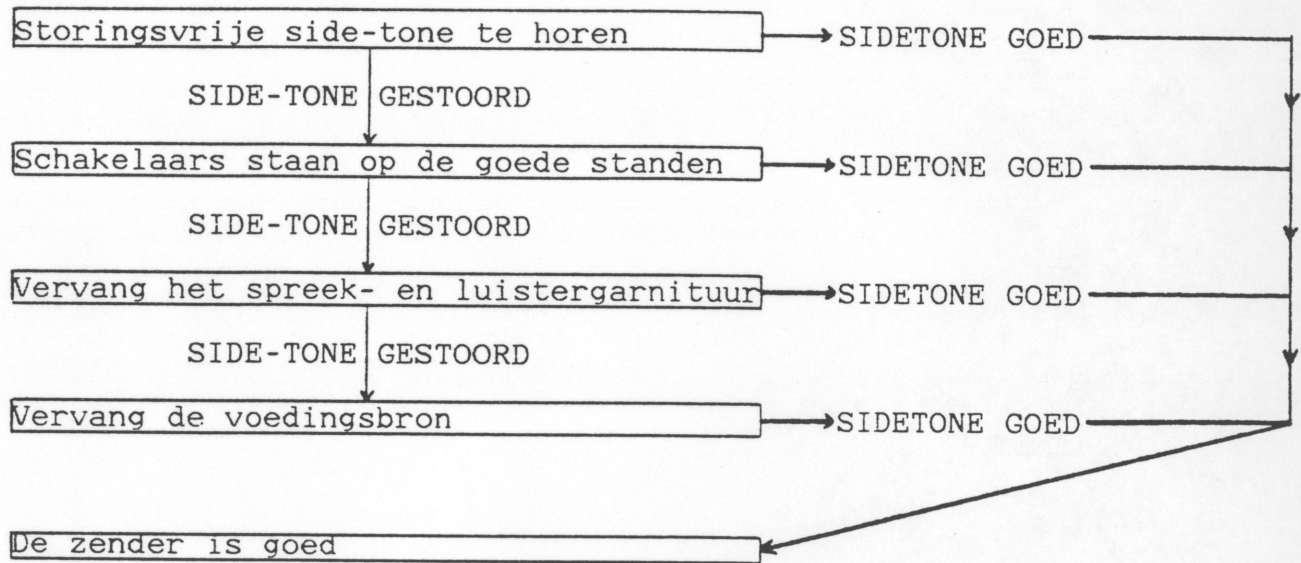 Storingsvrije side-tone te horen SIDETONE GOED
SIDE-TONE GESTOORD
Schakelaars staan op de goede standen SIDETONE GOED
SIDE-TONE GESTOORD
Vervang het spreek- en luistergarnituur SIDETONE GOED
SIDE-TONE GESTOORD
Vervang de voedingsbron SIDETONE GOED
De zender is goed